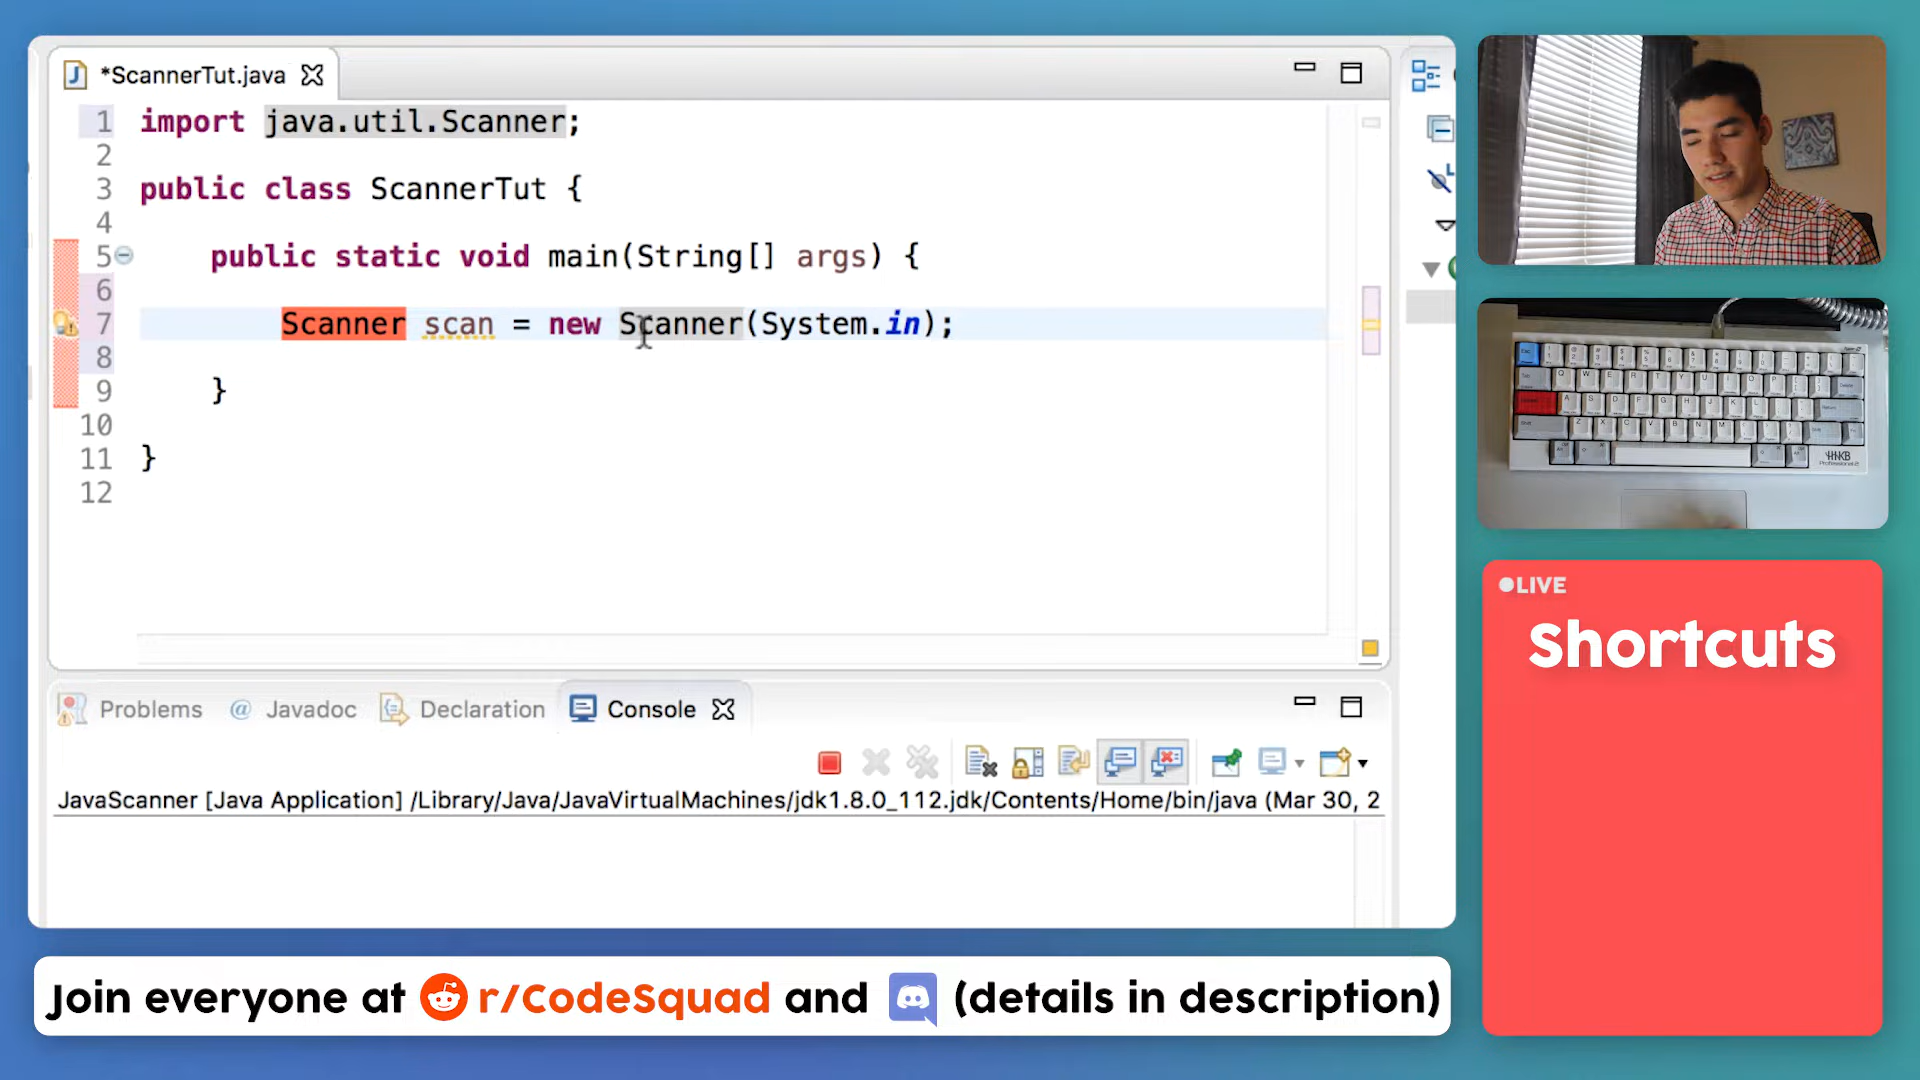 *ScannerTut.java
1 import java.util.Scanner;
2
3 public class ScannerTut {
4
5 public static void main(String[] args) {
6
7 Scanner scan = new Scanner(System.in);
8
9 }
10
11 }
12
Problems @ Javadoc Declaration Console
JavaScanner [Java Application] /Library/Java/JavaVirtualMachines/jdk1.8.0_112.jdk/Contents/Home/bin/java (Mar 30, 2
HHKB
LIVE
Shortcuts
Join everyone at r/CodeSquad and (details in description)